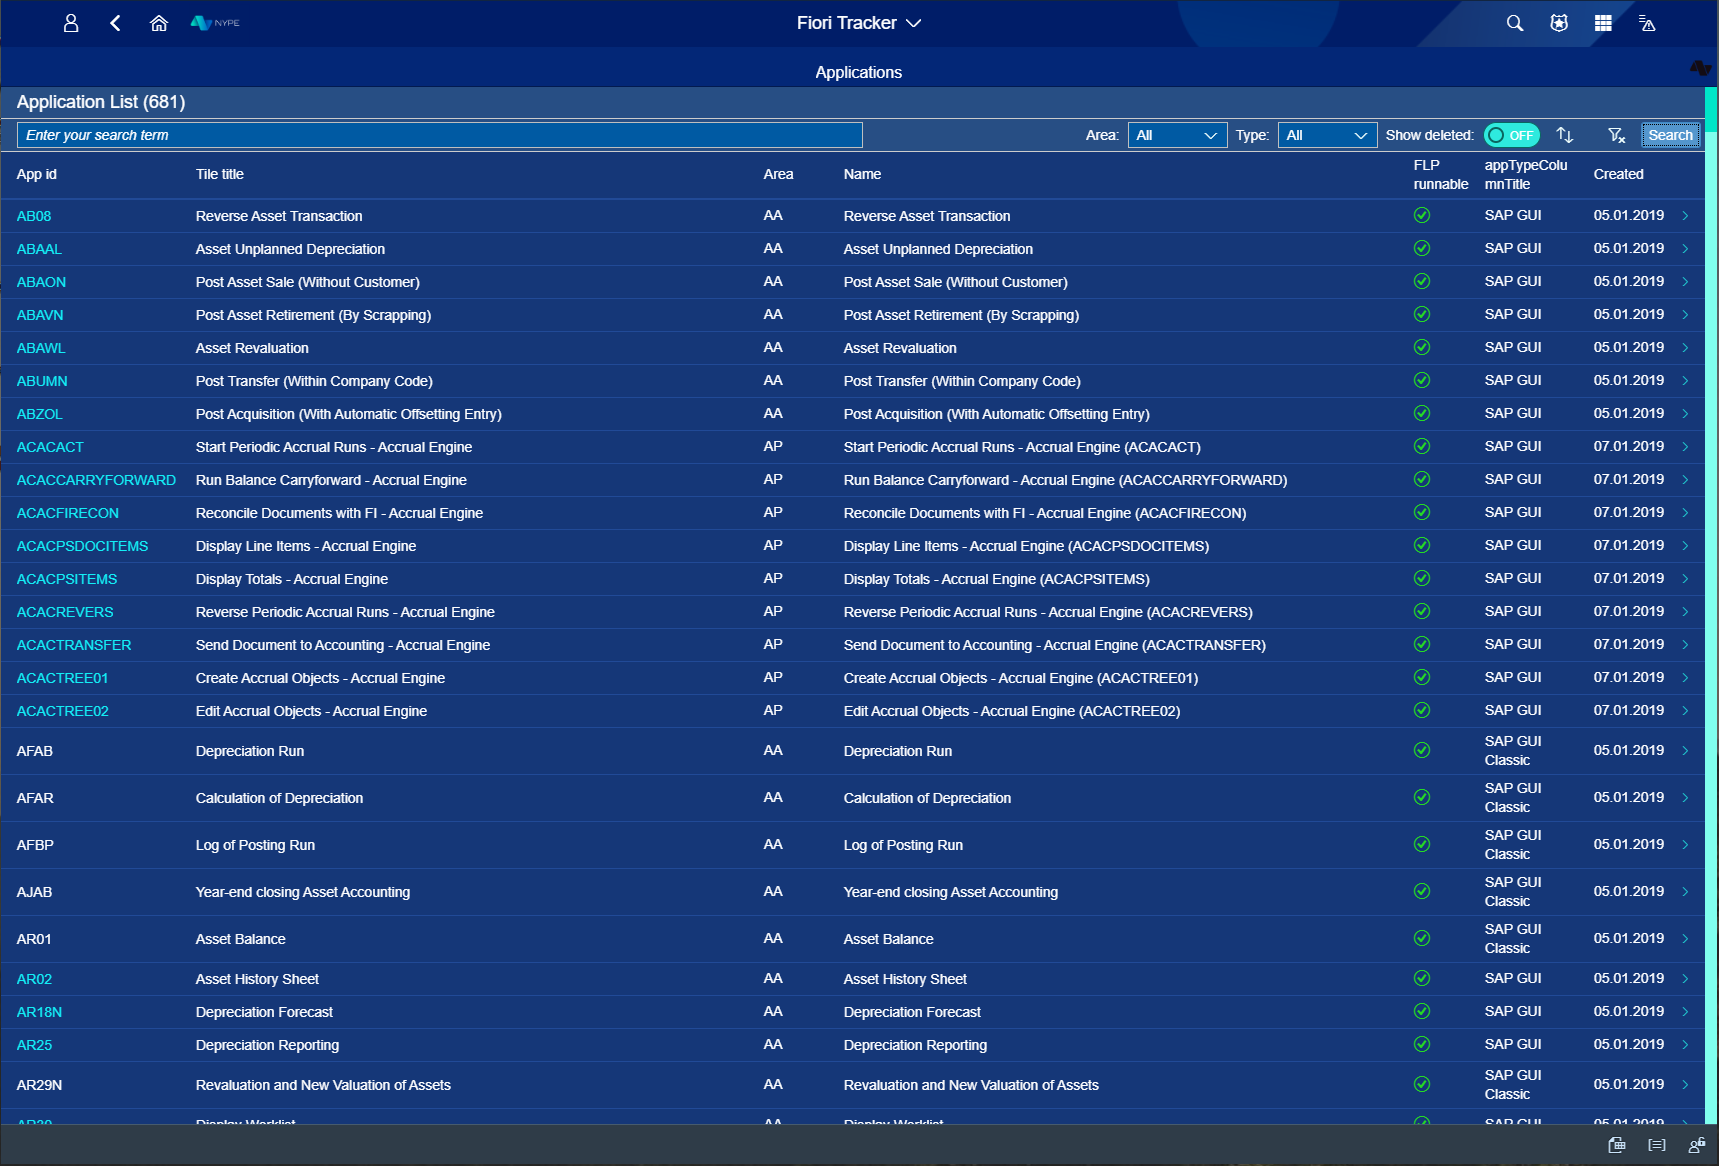 NYPE
Fiori Tracker
Applications
Application List (681)
Enter your search term Area: All Type: All Show deleted: OFF Search
App id Tile title Area Name FLP runnable appTypeColumnTitle Created
AB08 Reverse Asset Transaction AA Reverse Asset Transaction SAP GUI 05.01.2019
ABAAL Asset Unplanned Depreciation AA Asset Unplanned Depreciation SAP GUI 05.01.2019
ABAON Post Asset Sale (Without Customer) AA Post Asset Sale (Without Customer) SAP GUI 05.01.2019
ABAVN Post Asset Retirement (By Scrapping) AA Post Asset Retirement (By Scrapping) SAP GUI 05.01.2019
ABAWL Asset Revaluation AA Asset Revaluation SAP GUI 05.01.2019
ABUMN Post Transfer (Within Company Code) AA Post Transfer (Within Company Code) SAP GUI 05.01.2019
ABZOL Post Acquisition (With Automatic Offsetting Entry) AA Post Acquisition (With Automatic Offsetting Entry) SAP GUI 05.01.2019
ACACACT Start Periodic Accrual Runs - Accrual Engine AP Start Periodic Accrual Runs - Accrual Engine (ACACACT) SAP GUI 07.01.2019
ACACCARRYFORWARD Run Balance Carryforward - Accrual Engine AP Run Balance Carryforward - Accrual Engine (ACACCARRYFORWARD) SAP GUI 07.01.2019
ACACFIRECON Reconcile Documents with FI - Accrual Engine AP Reconcile Documents with FI - Accrual Engine (ACACFIRECON) SAP GUI 07.01.2019
ACACPSDOCITEMS Display Line Items - Accrual Engine AP Display Line Items - Accrual Engine (ACACPSDOCITEMS) SAP GUI 07.01.2019
ACACPSITEMS Display Totals - Accrual Engine AP Display Totals - Accrual Engine (ACACPSITEMS) SAP GUI 07.01.2019
ACACREVERS Reverse Periodic Accrual Runs - Accrual Engine AP Reverse Periodic Accrual Runs - Accrual Engine (ACACREVERS) SAP GUI 07.01.2019
ACACTRANSFER Send Document to Accounting - Accrual Engine AP Send Document to Accounting - Accrual Engine (ACACTRANSFER) SAP GUI 07.01.2019
ACACTREE01 Create Accrual Objects - Accrual Engine AP Create Accrual Objects - Accrual Engine (ACACTREE01) SAP GUI 07.01.2019
ACACTREE02 Edit Accrual Objects - Accrual Engine AP Edit Accrual Objects - Accrual Engine (ACACTREE02) SAP GUI 07.01.2019
AFAB Depreciation Run AA Depreciation Run SAP GUI Classic 05.01.2019
AFAR Calculation of Depreciation AA Calculation of Depreciation SAP GUI Classic 05.01.2019
AFBP Log of Posting Run AA Log of Posting Run SAP GUI Classic 05.01.2019
AJAB Year-end closing Asset Accounting AA Year-end closing Asset Accounting SAP GUI Classic 05.01.2019
AR01 Asset Balance AA Asset Balance SAP GUI Classic 05.01.2019
AR02 Asset History Sheet AA Asset History Sheet SAP GUI 05.01.2019
AR18N Depreciation Forecast AA Depreciation Forecast SAP GUI 05.01.2019
AR25 Depreciation Reporting AA Depreciation Reporting SAP GUI 05.01.2019
AR29N Revaluation and New Valuation of Assets AA Revaluation and New Valuation of Assets SAP GUI Classic 05.01.2019
Display Worklist AA Display Worklist SAP GUI 05.01.2019